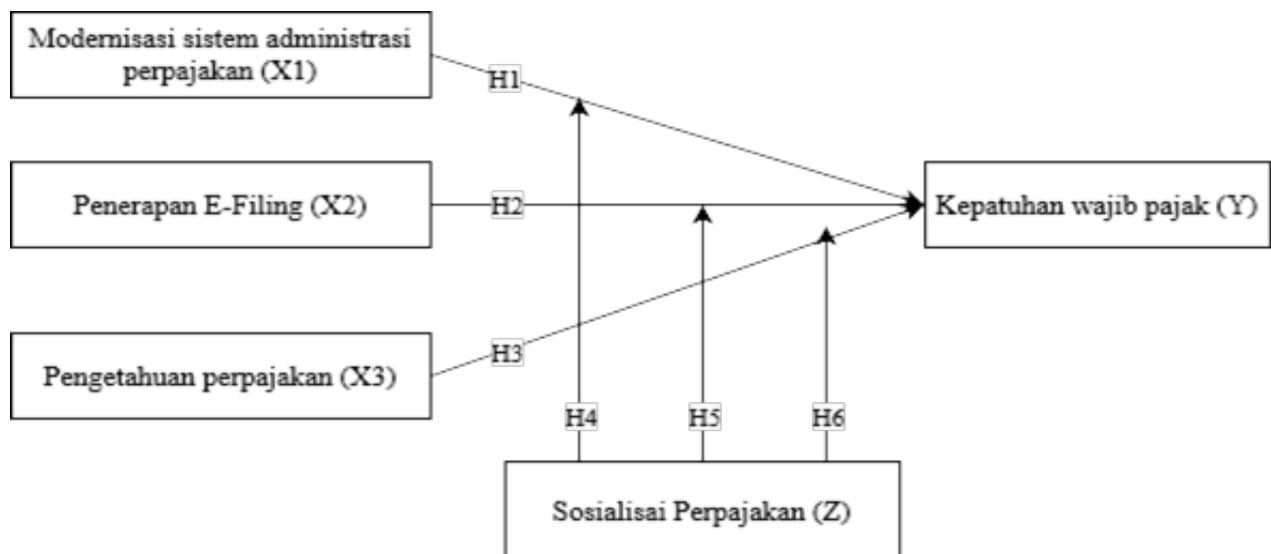 Modernisasi sistem administrasi
perpajakan (X1)
H1
Penerapan E-Filing (X2)
H2
Kepatuhan wajib pajak (Y)
Pengetahuan perpajakan (X3)
H3
H4
H5
H6
Sosialisai Perpajakan (Z)